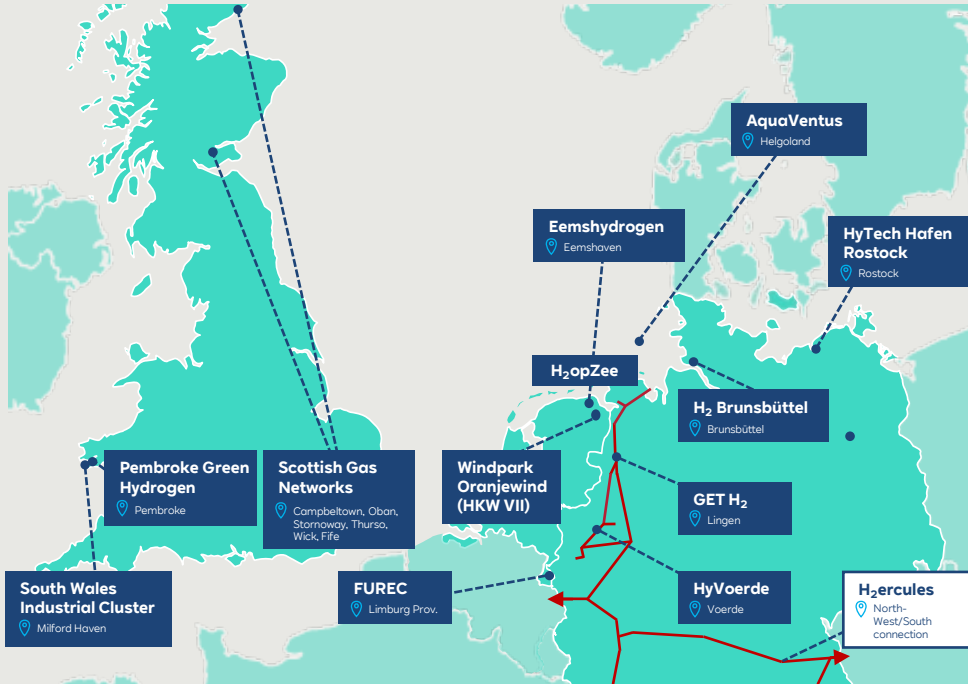 AquaVentus
Helgoland
Eemshydrogen
Eemshaven
HyTech Hafen
Rostock
Rostock
H₂opZee
H₂ Brunsbüttel
Brunsbüttel
Pembroke Green
Hydrogen
Pembroke
Scottish Gas
Networks
Campbeltown, Oban,
Stornoway, Thurso,
Wick, Fife
Windpark
Oranjewind
(HKW VII)
GET H₂
Lingen
South Wales
Industrial Cluster
Milford Haven
FUREC
Limburg Prov.
HyVoerde
Voerde
H₂ercules
North-
West/South
connection